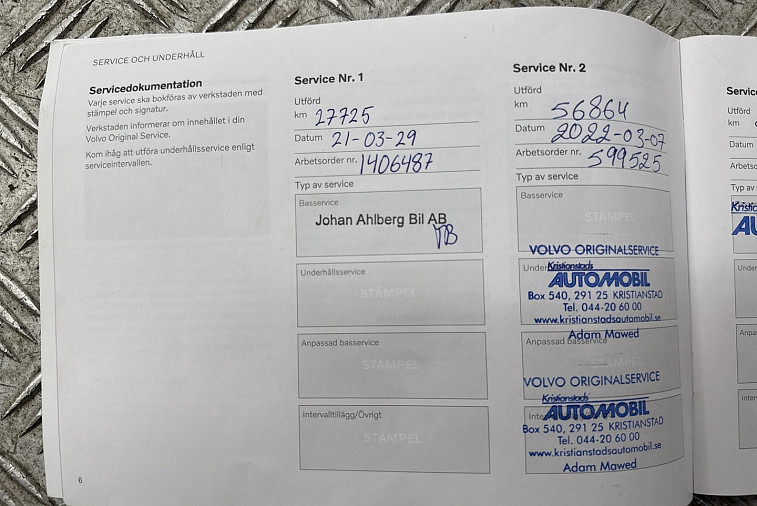 SERVICE OCH UNDERHÅLL
Servicedokumentation
Varje service ska bokföras av verkstaden med
stämpel och signatur.
Verkstaden informerar om innehållet i din
Volvo Original Service.
Kom ihåg att utföra underhållsservice enligt
serviceintervallen.
6
Service Nr. 1
Utförd
km 27725
Datum 21-03-29
Arbetsorder nr. 1406487
Typ av service
Basservice
Johan Ahlberg Bil AB
Underhållsservice
STÄMPEL
Anpassad basservice
STÄMPEL
Intervalltillägg/Övrigt
STÄMPEL
Service Nr. 2
Utförd
km 56864
Datum 2022-03-07
Arbetsorder nr. 599525
Typ av service
Basservice
STÄMPEL
VOLVO ORIGINALSERVICE
Kristianstads
AUTOMOBIL
Box 540, 291 25 KRISTIANSTAD
Tel. 044-20 60 00
www.kristianstadsautomobil.se
Adam Mawed
Anpassad basservice
VOLVO ORIGINALSERVICE
Kristianstads
AUTOMOBIL
Box 540, 291 25 KRISTIANSTAD
Tel. 044-20 60 00
www.kristianstadsautomobil.se
Adam Mawed
Utförd
km
Datum
Typ av